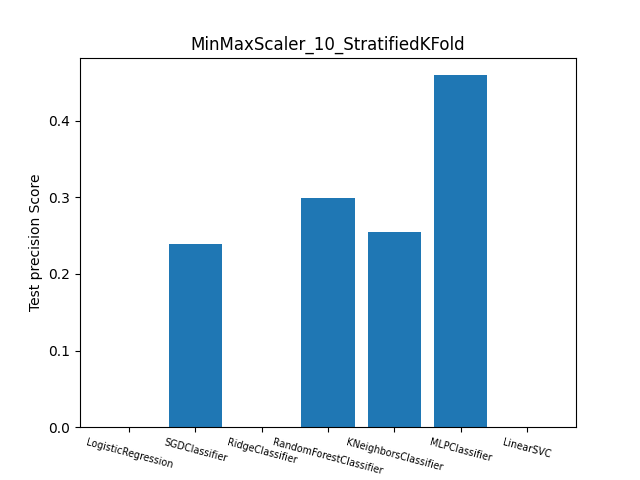 MinMaxScaler_10_StratifiedKFold
Test precision Score
0.4
0.3
0.2
0.1
0.0
LogisticRegression
SGDClassifier
RidgeClassifier
RandomForestClassifier
KNeighborsClassifier
MLPClassifier
LinearSVC